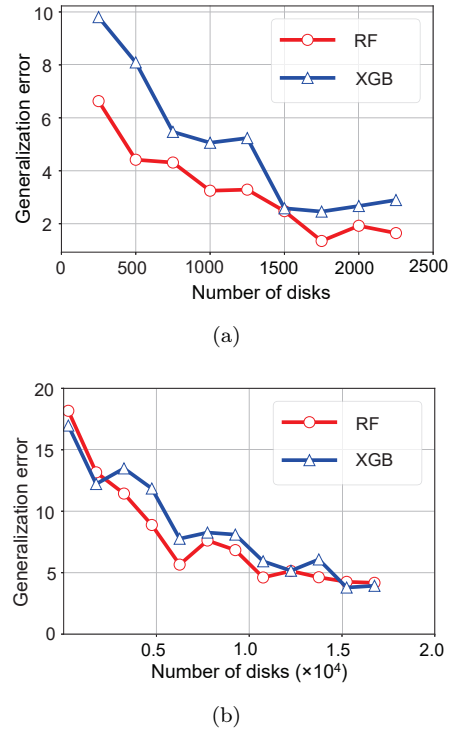 10
8
6
4
2
Generalization error
RF
XGB
0 500 1000 1500 2000 2500
Number of disks
(a)
20
15
10
5
0
Generalization error
RF
XGB
0.5 1.0 1.5 2.0
Number of disks (×10⁴)
(b)